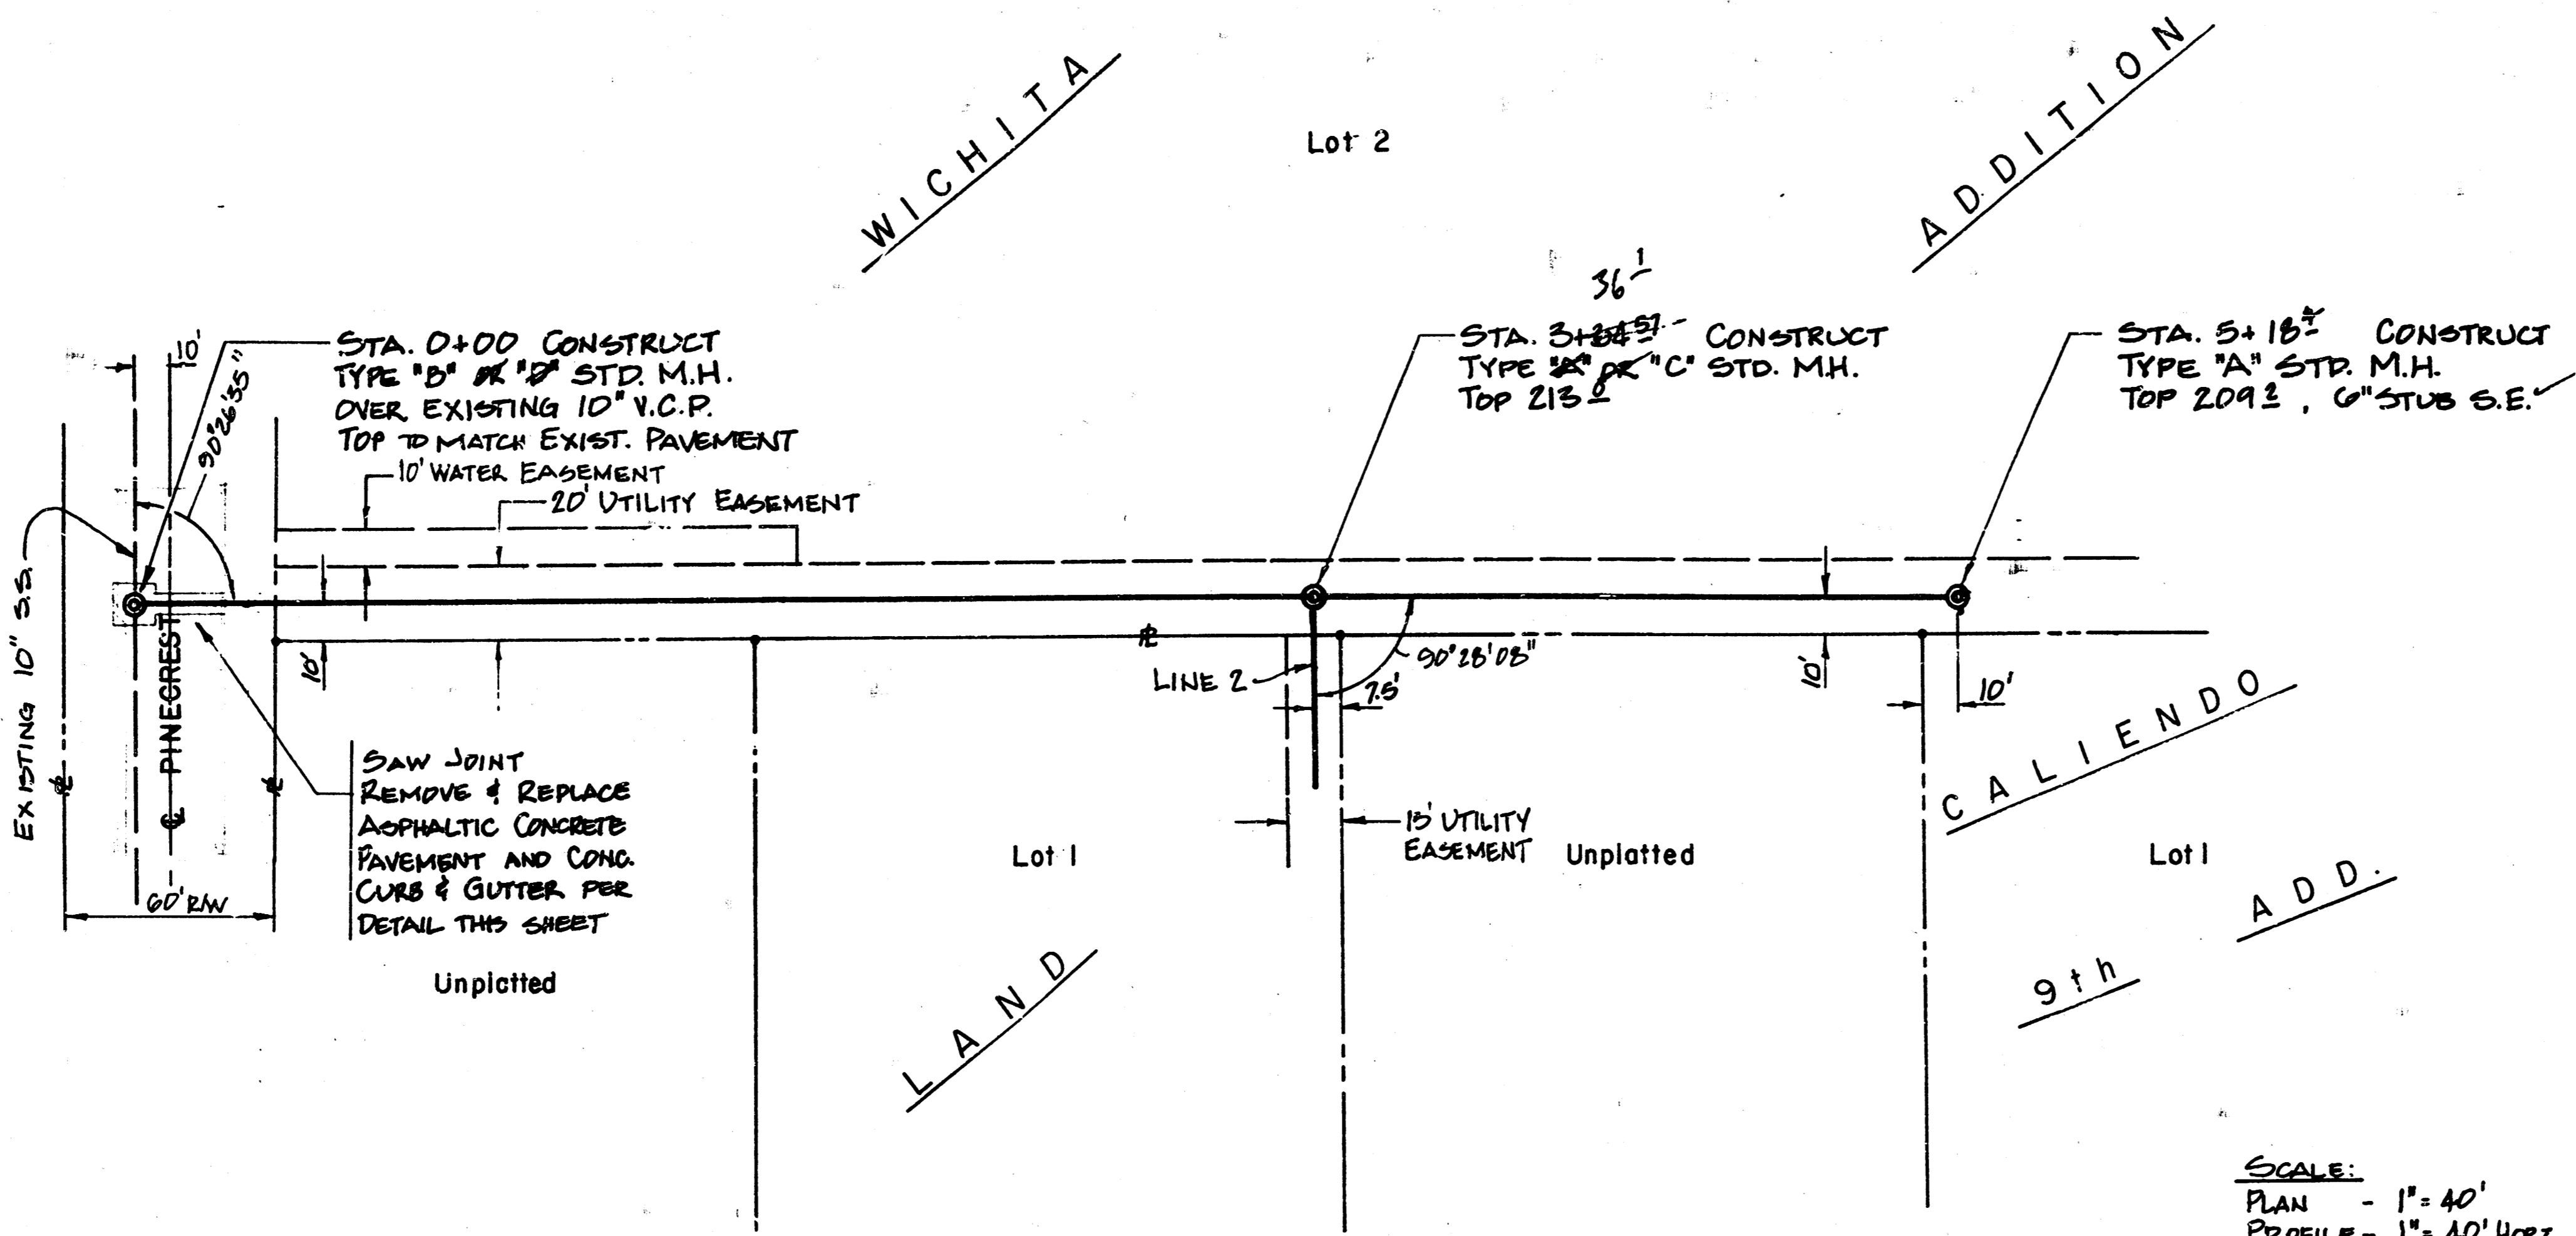 WICHITA
ADDITION
Lot 2
36 1
10'
90°26'35"
STA. 0+00 CONSTRUCT
TYPE "B" OR "D" STD. M.H.
OVER EXISTING 10" V.C.P.
TOP TO MATCH EXIST. PAVEMENT
10' WATER EASEMENT
20' UTILITY EASEMENT
STA. 3+34 57 CONSTRUCT
TYPE "A" OR "C" STD. M.H.
TOP 213 0
STA. 5+18 CONSTRUCT
TYPE "A" STD. M.H.
TOP 209 2, 6" STUB S.E.
EXISTING 10" S.S.
℄ PINECREST
℄
10'
LINE 2
90°28'08"
7.5'
10'
10'
60' R/W
SAW JOINT
REMOVE & REPLACE
ASPHALTIC CONCRETE
PAVEMENT AND CONC.
CURB & GUTTER PER
DETAIL THIS SHEET
Unplatted
Lot 1
15' UTILITY
EASEMENT
Unplatted
CALIENDO
Lot 1
9th
ADD.
LAND
SCALE:
PLAN - 1" = 40'
PROFILE - 1" = 40' HORZ.